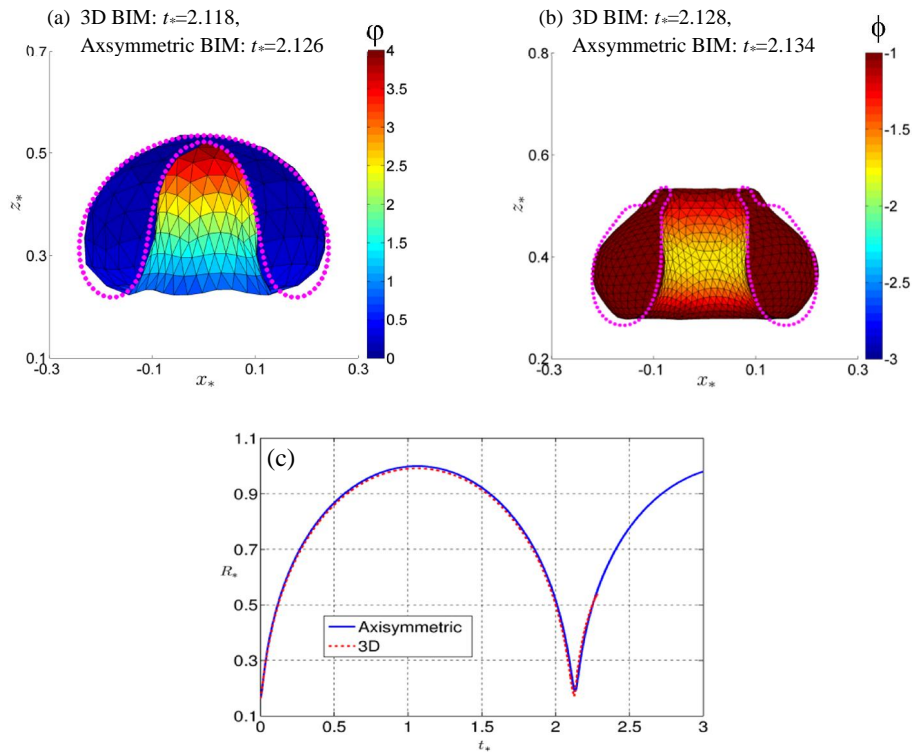 (a) 3D BIM: t*=2.118,
Axsymmetric BIM: t*=2.126
φ
0.7
0.5
0.3
0.1
z*
-0.3
-0.1
0.1
0.3
x*
4
3.5
3
2.5
2
1.5
1
0.5
0
(b) 3D BIM: t*=2.128,
Axsymmetric BIM: t*=2.134
ϕ
0.8
0.6
0.4
0.2
z*
-0.3
-0.1
0.1
0.3
x*
-1
-1.5
-2
-2.5
-3
(c)
1.1
0.9
0.7
R*
0.5
0.3
0.1
Axisymmetric
3D
0
0.5
1
1.5
2
2.5
3
t*